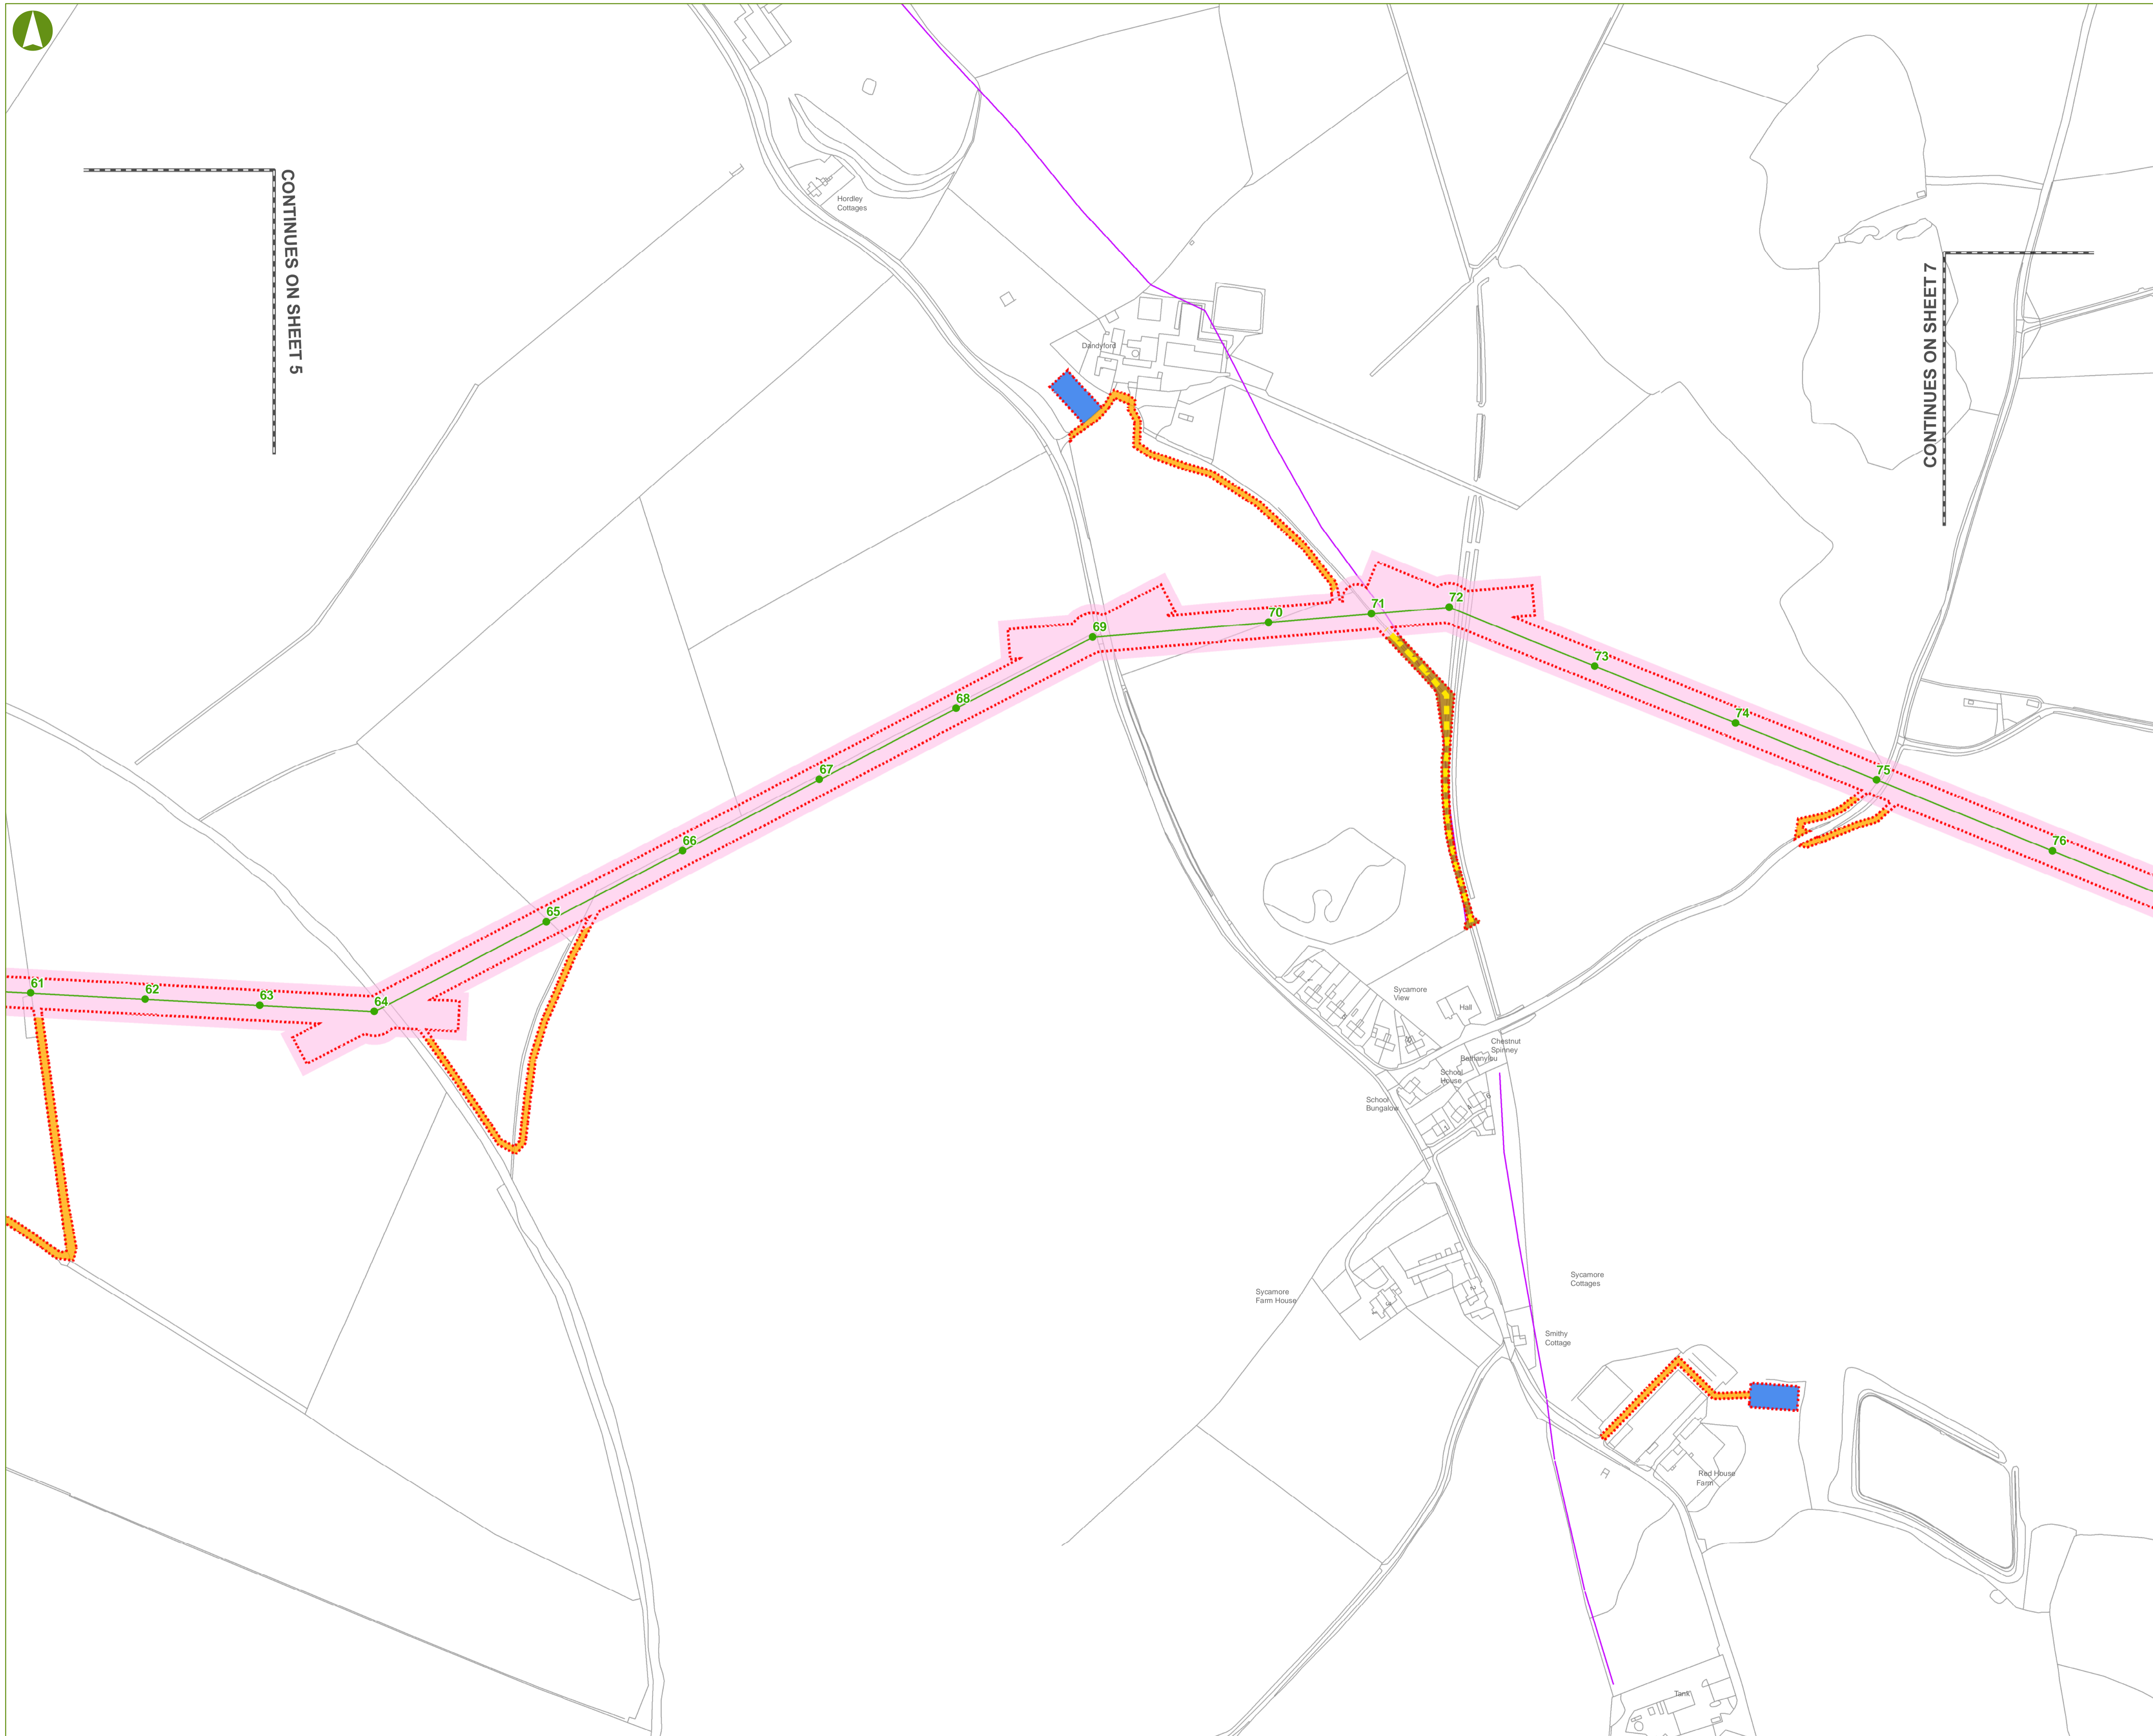 CONTINUES ON SHEET 5
Hordley
Cottages
CONTINUES ON SHEET 7
Dandyford
69
70
71
72
73
74
75
76
68
67
66
65
64
63
62
61
Sycamore
View
Hall
Chestnut
Spinney
Bethanylou
School
House
School
Bungalow
Sycamore
Farm House
Sycamore
Cottages
Smithy
Cottage
Red House
Farm
Tank